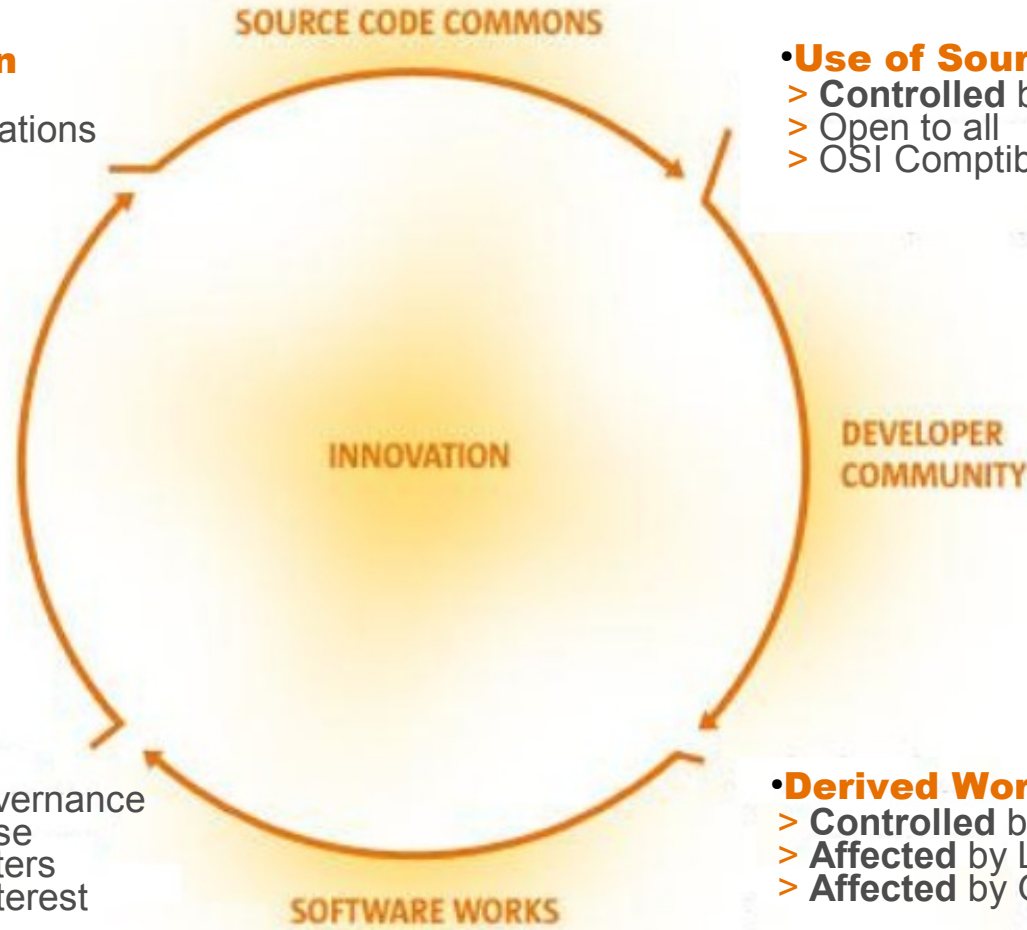 SOURCE CODE COMMONS
n
ations
•Use of Sour
> Controlled b
> Open to all
> OSI Comptib
INNOVATION
DEVELOPER
COMMUNITY
vernance
se
ters
terest
•Derived Wor
> Controlled b
> Affected by L
> Affected by
SOFTWARE WORKS